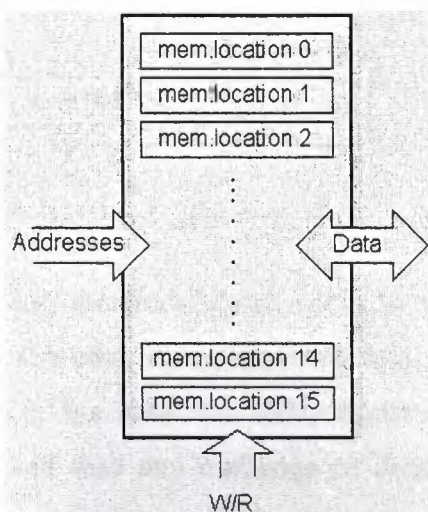 mem.location 0
mem.location 1
mem.location 2
Addresses
Data
mem.location 14
mem.location 15
W/R